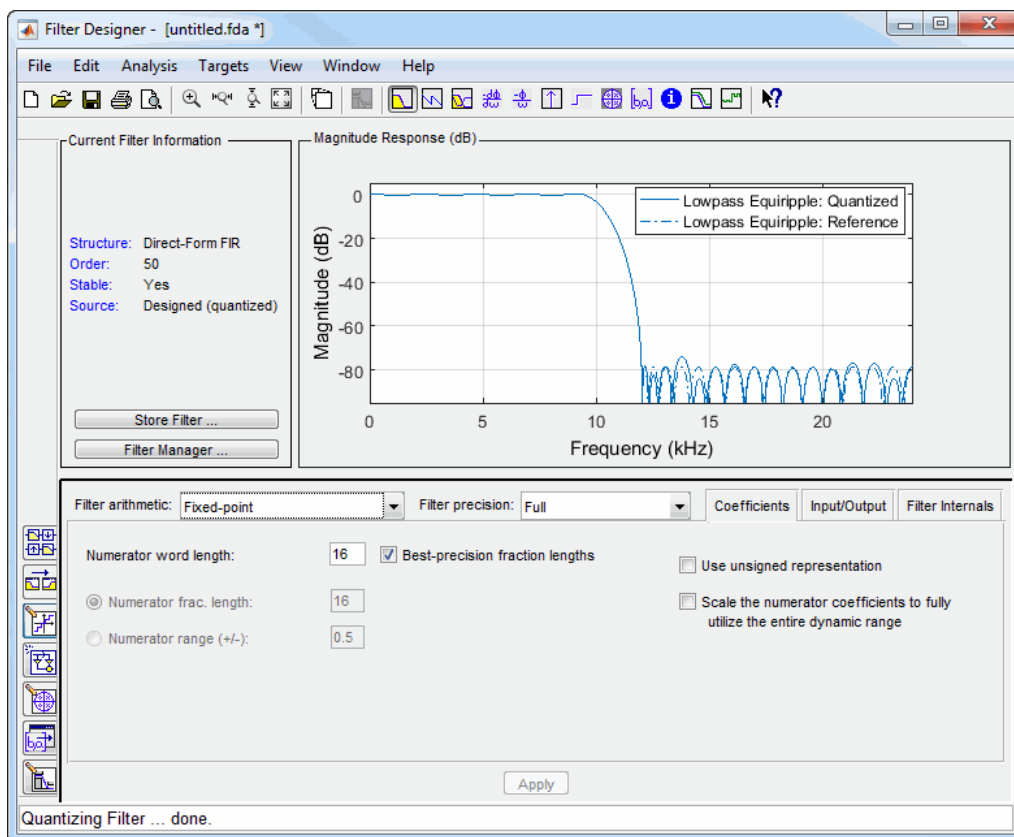 Filter Designer - [untitled.fda *]
File Edit Analysis Targets View Window Help
Current Filter Information
Structure: Direct-Form FIR
Order: 50
Stable: Yes
Source: Designed (quantized)
Store Filter ...
Filter Manager ...
Magnitude Response (dB)
Lowpass Equiripple: Quantized
Lowpass Equiripple: Reference
Magnitude (dB)
0
-20
-40
-60
-80
0 5 10 15 20
Frequency (kHz)
Filter arithmetic: Fixed-point Filter precision: Full Coefficients Input/Output Filter Internals
Numerator word length: 16 Best-precision fraction lengths
Numerator frac. length: 16
Numerator range (+/-): 0.5
Use unsigned representation
Scale the numerator coefficients to fully
utilize the entire dynamic range
Apply
Quantizing Filter ... done.